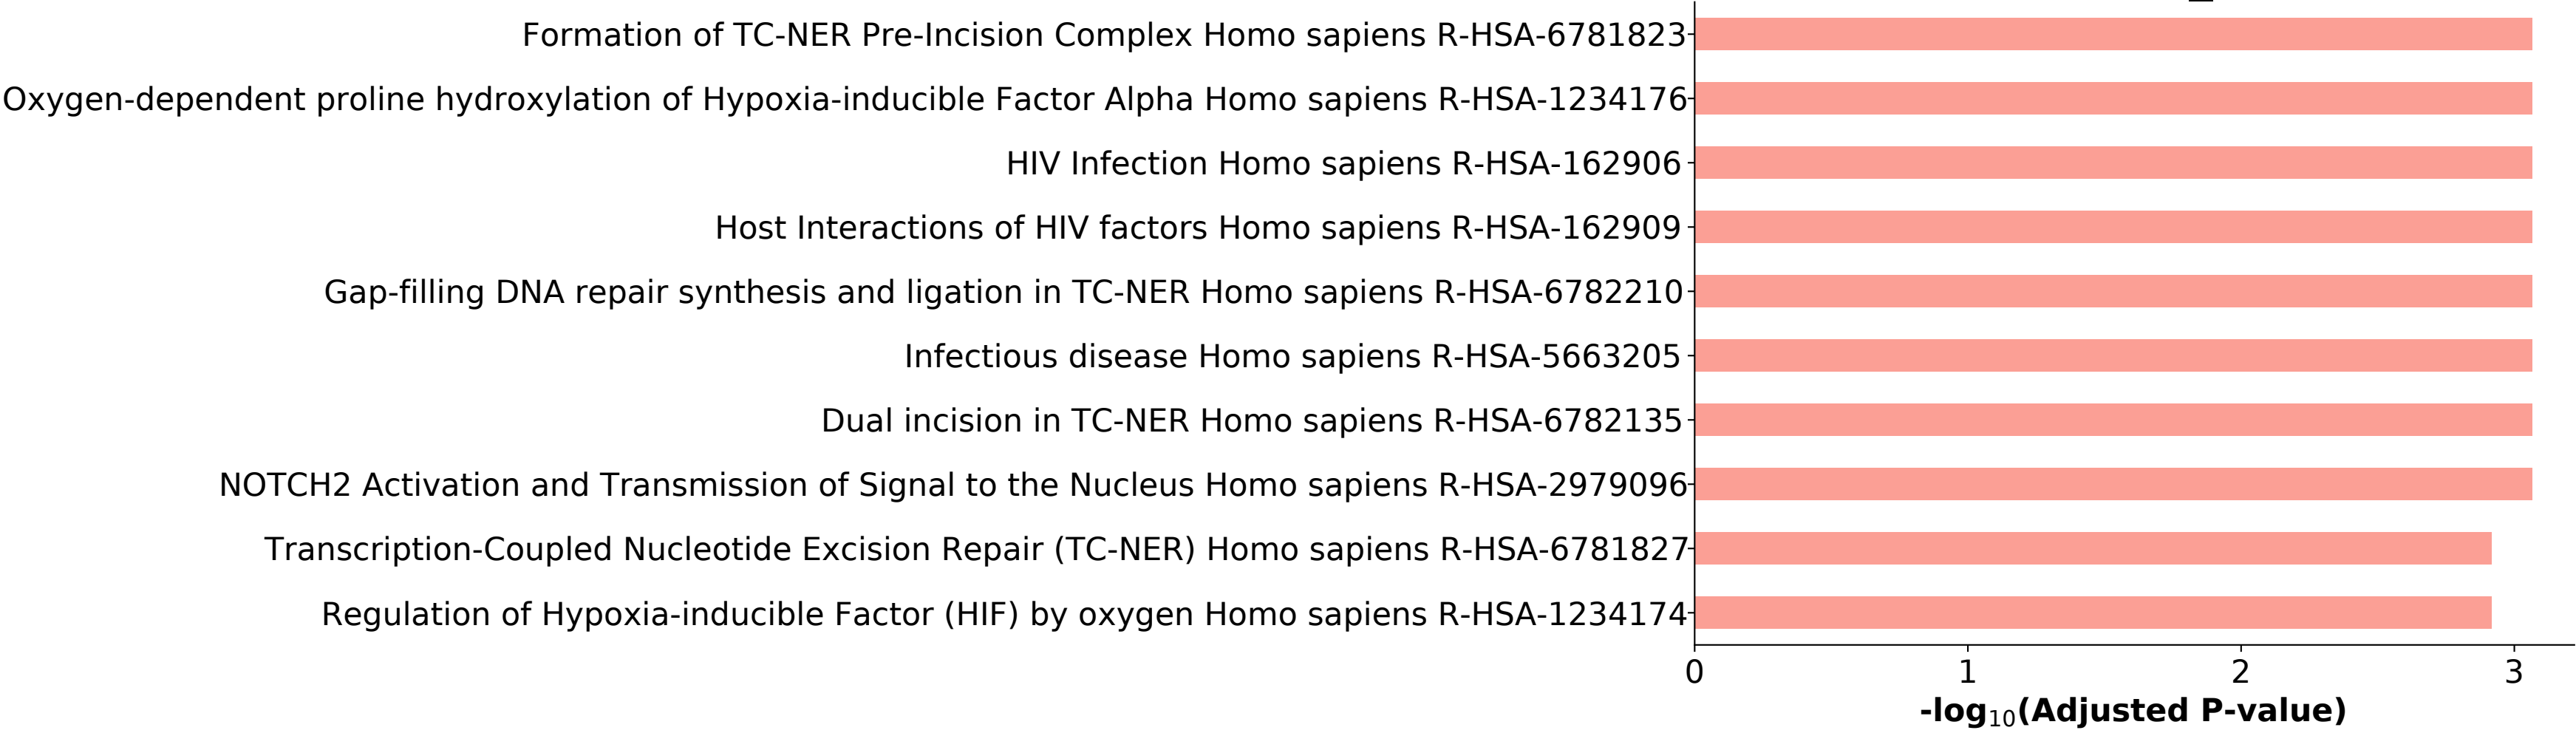 Formation of TC-NER Pre-Incision Complex Homo sapiens R-HSA-6781823
Oxygen-dependent proline hydroxylation of Hypoxia-inducible Factor Alpha Homo sapiens R-HSA-1234176
HIV Infection Homo sapiens R-HSA-162906
Host Interactions of HIV factors Homo sapiens R-HSA-162909
Gap-filling DNA repair synthesis and ligation in TC-NER Homo sapiens R-HSA-6782210
Infectious disease Homo sapiens R-HSA-5663205
Dual incision in TC-NER Homo sapiens R-HSA-6782135
NOTCH2 Activation and Transmission of Signal to the Nucleus Homo sapiens R-HSA-2979096
Transcription-Coupled Nucleotide Excision Repair (TC-NER) Homo sapiens R-HSA-6781827
Regulation of Hypoxia-inducible Factor (HIF) by oxygen Homo sapiens R-HSA-1234174
0 1 2 3
-log₁₀(Adjusted P-value)